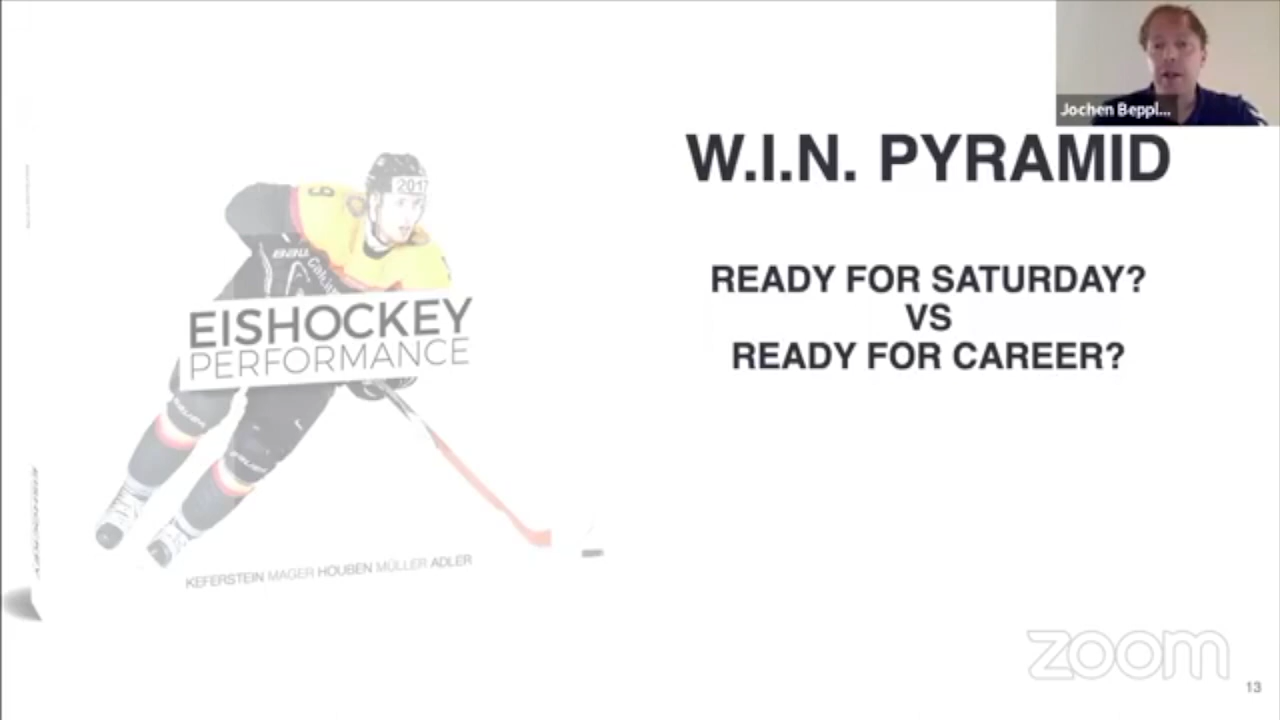 Jochen Beppl...
W.I.N. PYRAMID
READY FOR SATURDAY?
VS
READY FOR CAREER?
2017
9
EISHOCKEY
PERFORMANCE
KEFERSTEIN MAGER HOUBEN MÜLLER ADLER
zoom
13